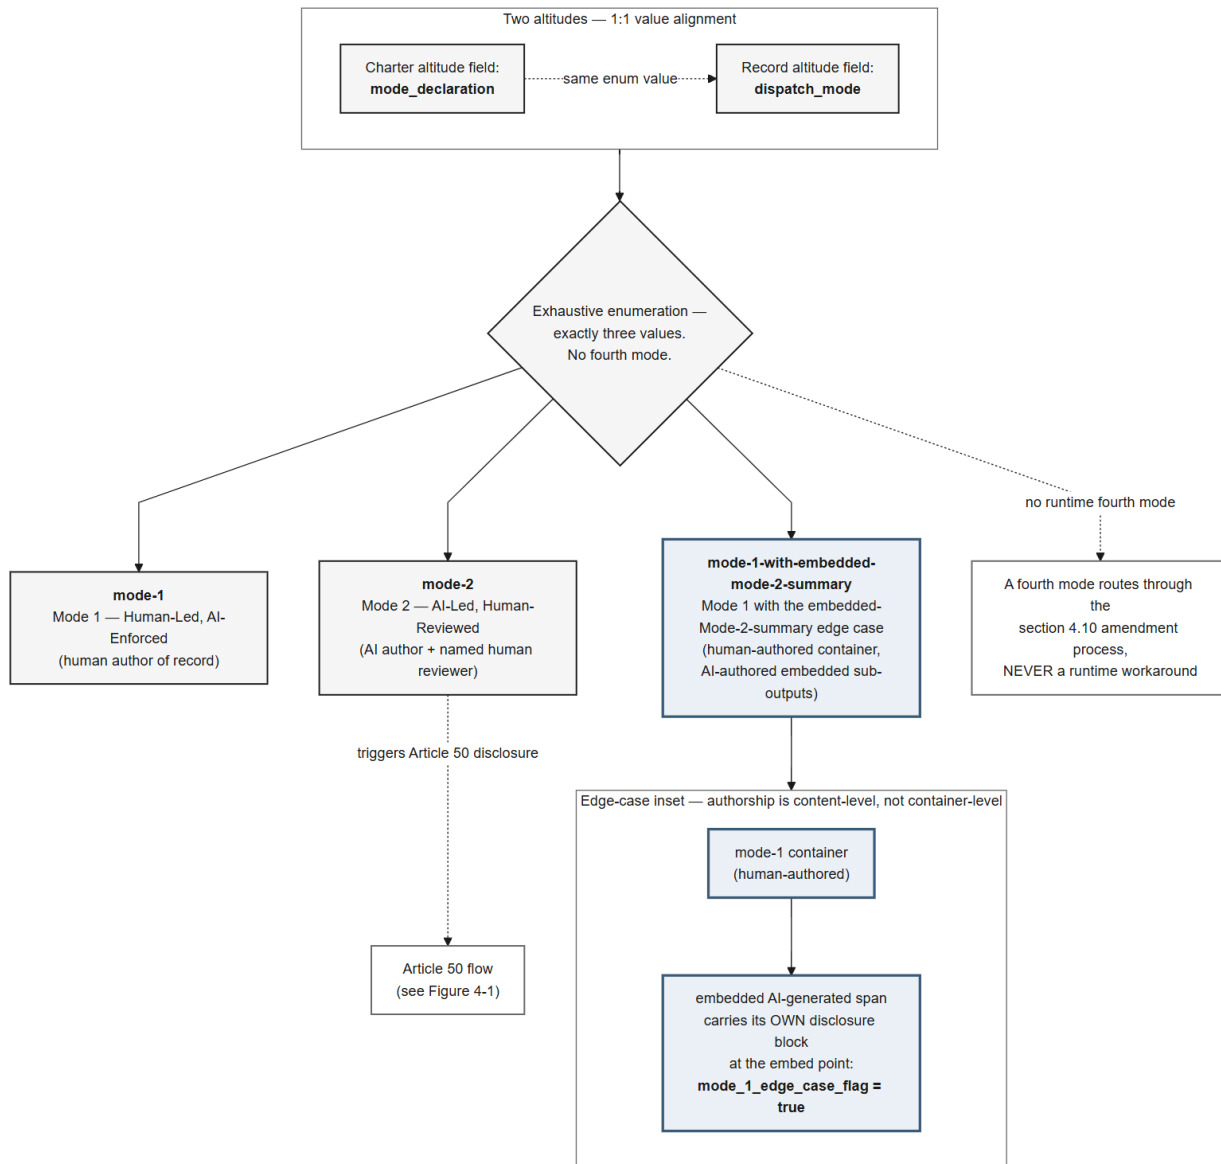 Two altitudes — 1:1 value alignment
Charter altitude field:
mode_declaration
same enum value
Record altitude field:
dispatch_mode
Exhaustive enumeration —
exactly three values.
No fourth mode.
no runtime fourth mode
mode-1
Mode 1 — Human-Led, AI-
Enforced
(human author of record)
mode-2
Mode 2 — AI-Led, Human-
Reviewed
(AI author + named human
reviewer)
mode-1-with-embedded-
mode-2-summary
Mode 1 with the embedded-
Mode-2-summary edge case
(human-authored container,
AI-authored embedded sub-
outputs)
A fourth mode routes through
the
section 4.10 amendment
process,
NEVER a runtime workaround
triggers Article 50 disclosure
Edge-case inset — authorship is content-level, not container-level
mode-1 container
(human-authored)
Article 50 flow
(see Figure 4-1)
embedded AI-generated span
carries its OWN disclosure
block
at the embed point:
mode_1_edge_case_flag =
true